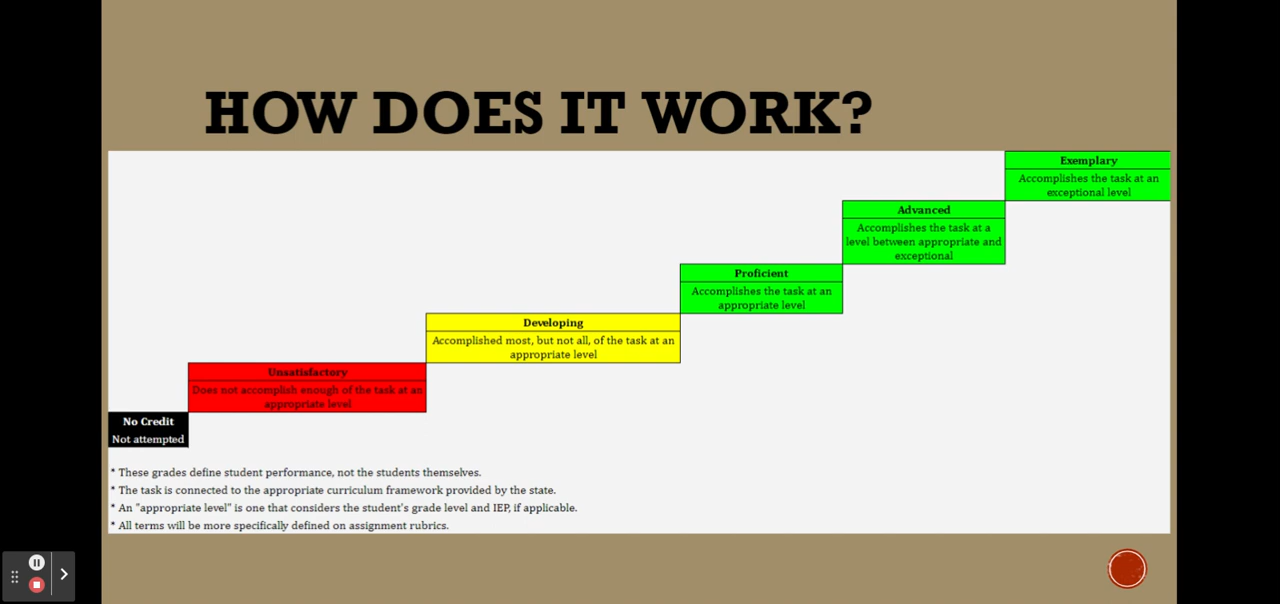 HOW DOES IT WORK?
Exemplary
Accomplishes the task at an
exceptional level
Advanced
Accomplishes the task at a
level between appropriate and
exceptional
Proficient
Accomplishes the task at an
appropriate level
Developing
Accomplished most, but not all, of the task at an
appropriate level
Unsatisfactory
Does not accomplish enough of the task at an
appropriate level
No Credit
Not attempted
* These grades define student performance, not the students themselves.
* The task is connected to the appropriate curriculum framework provided by the state.
* An "appropriate level" is one that considers the student's grade level and IEP, if applicable.
* All terms will be more specifically defined on assignment rubrics.